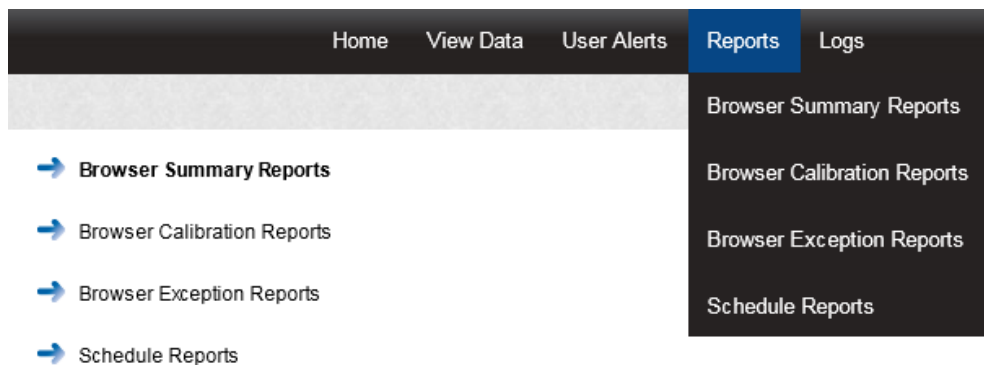 Home View Data User Alerts Reports Logs
Browser Summary Reports
Browser Calibration Reports
Browser Exception Reports
Schedule Reports
Browser Summary Reports
Browser Calibration Reports
Browser Exception Reports
Schedule Reports